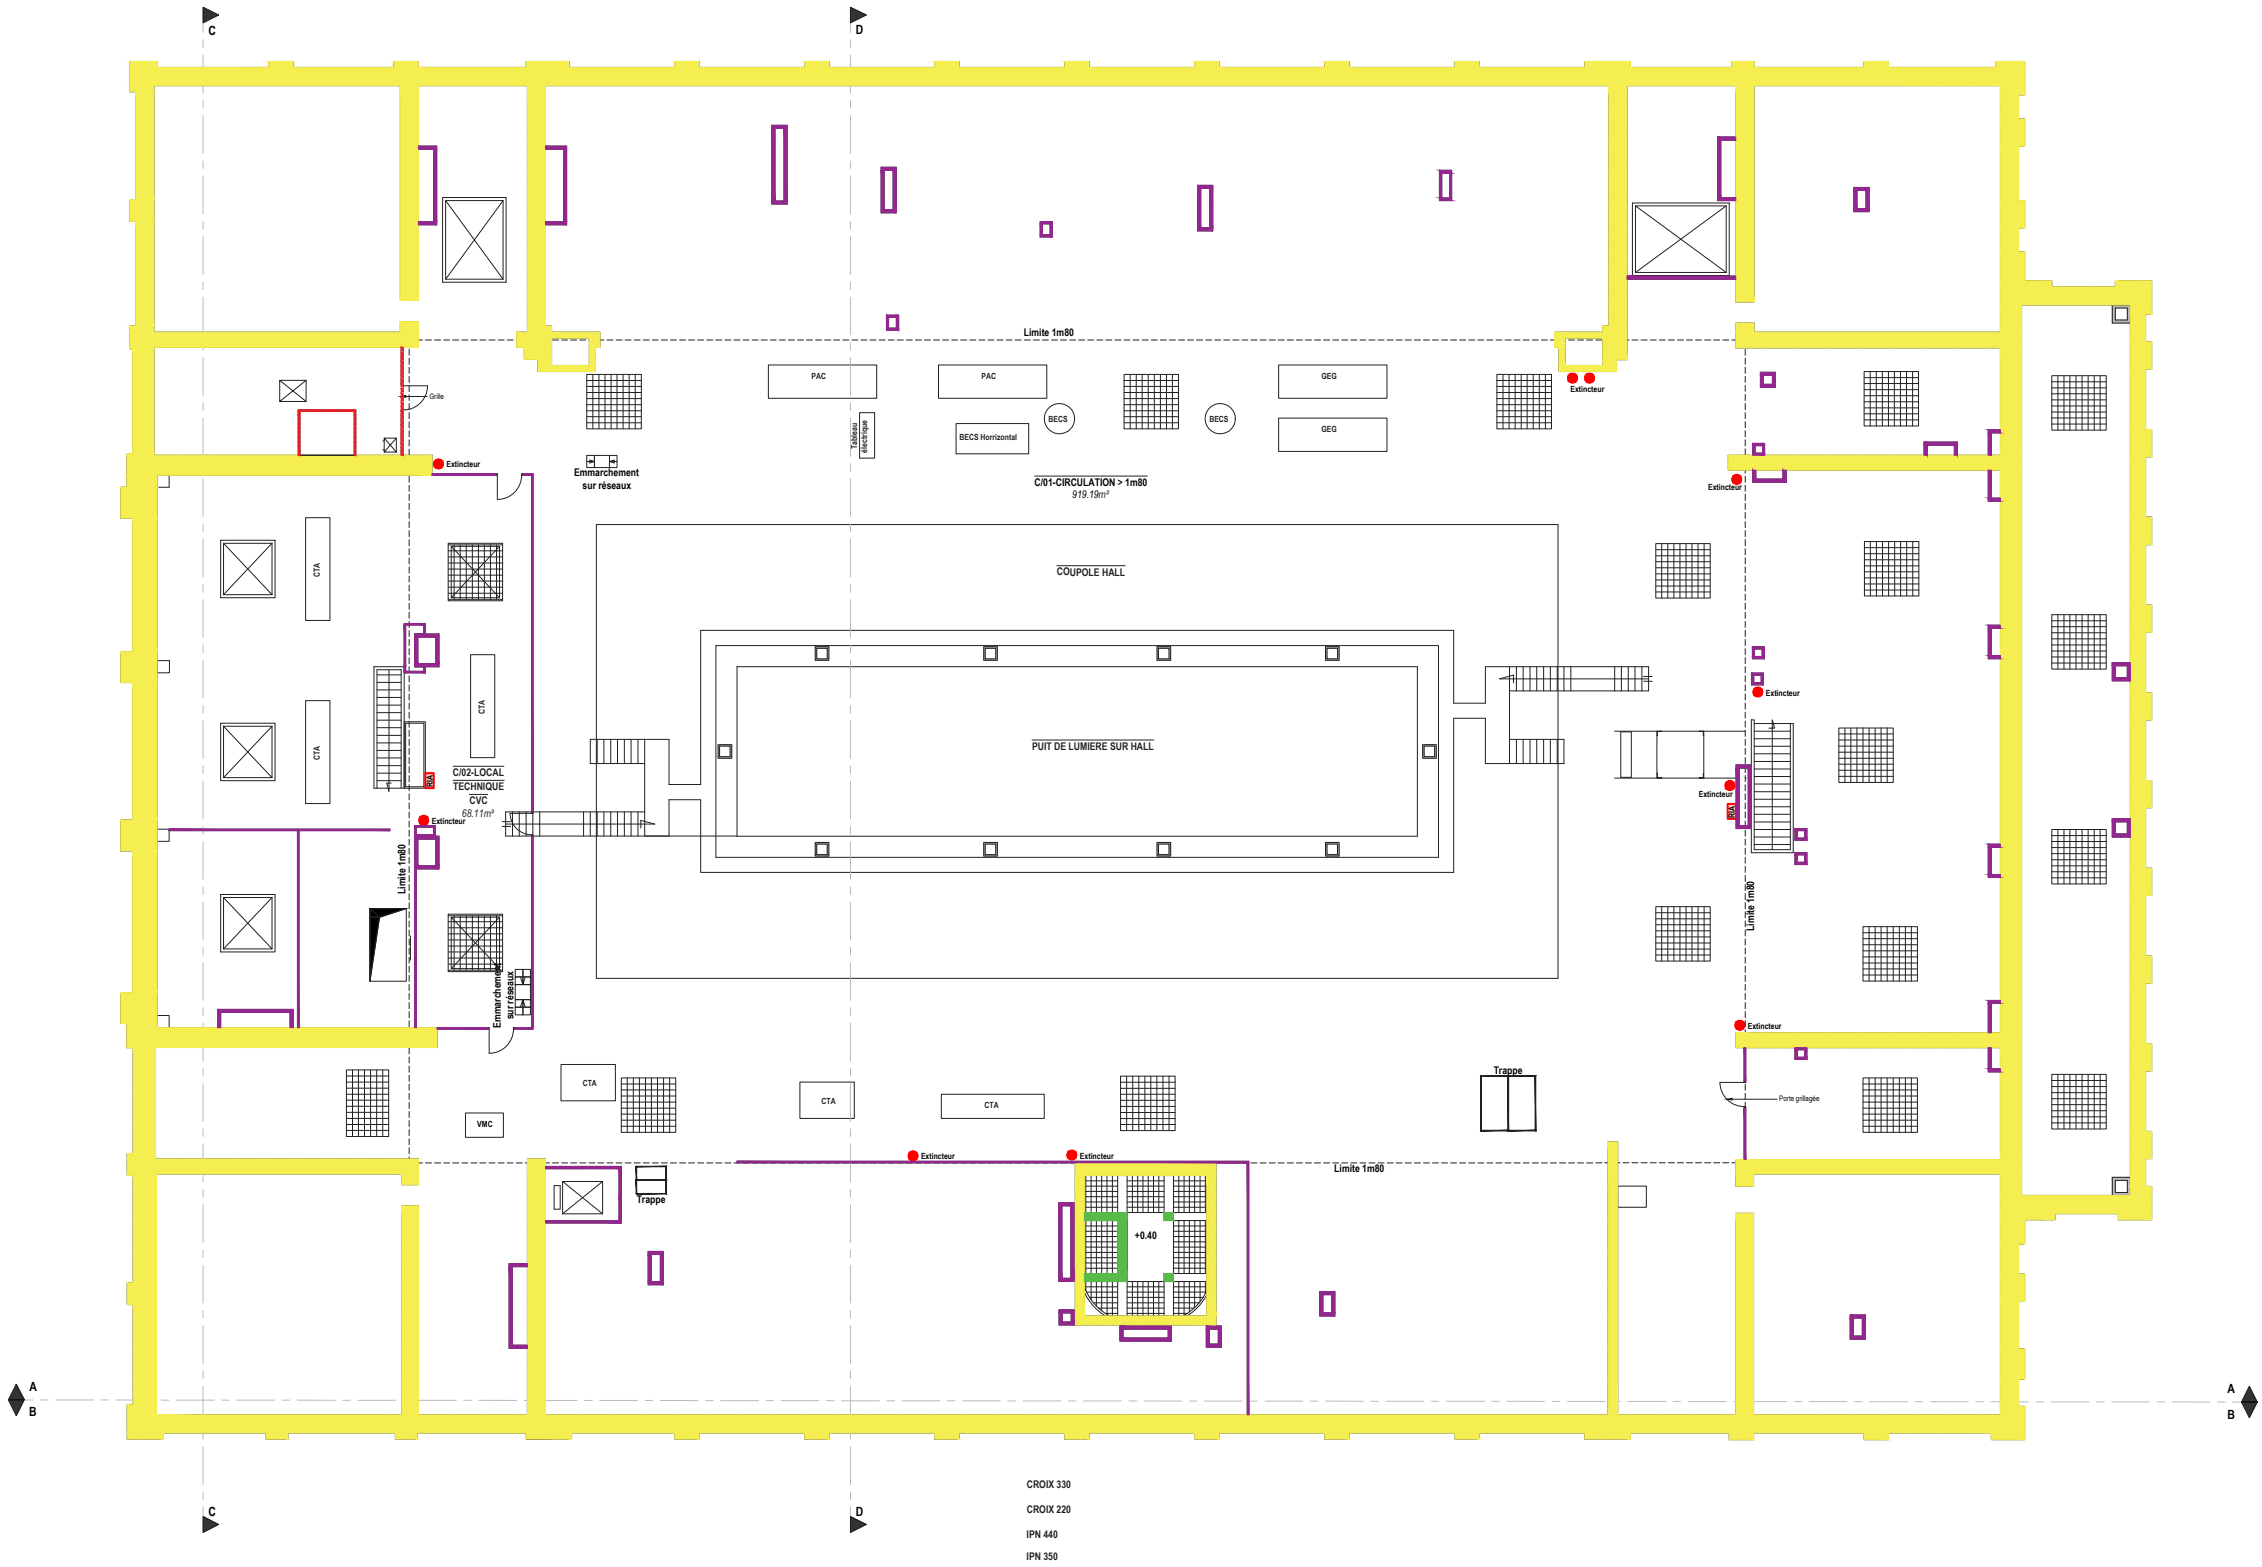 C
D
Limite 1m80
PAC
PAC
GEG
Extincteur
Grille
BECS
BECS
Tableau
électrique
BECS Horrizontal
GEG
Extincteur
Emmarchement
sur réseaux
C/01-CIRCULATION > 1m80
919.19m²
Extincteur
CTA
COUPOLE HALL
CTA
CTA
Extincteur
PUIT DE LUMIERE SUR HALL
C/02-LOCAL
TECHNIQUE
CVC
68.11m²
RIA
Extincteur
RIA
Extincteur
Limite 1m80
Limite 1m80
Emmarchement
sur réseaux
Extincteur
CTA
VMC
CTA
CTA
Trappe
Porte grillagée
Extincteur
Extincteur
Limite 1m80
Trappe
+0.40
A
B
A
B
C
D
CROIX 330
CROIX 220
IPN 440
IPN 350